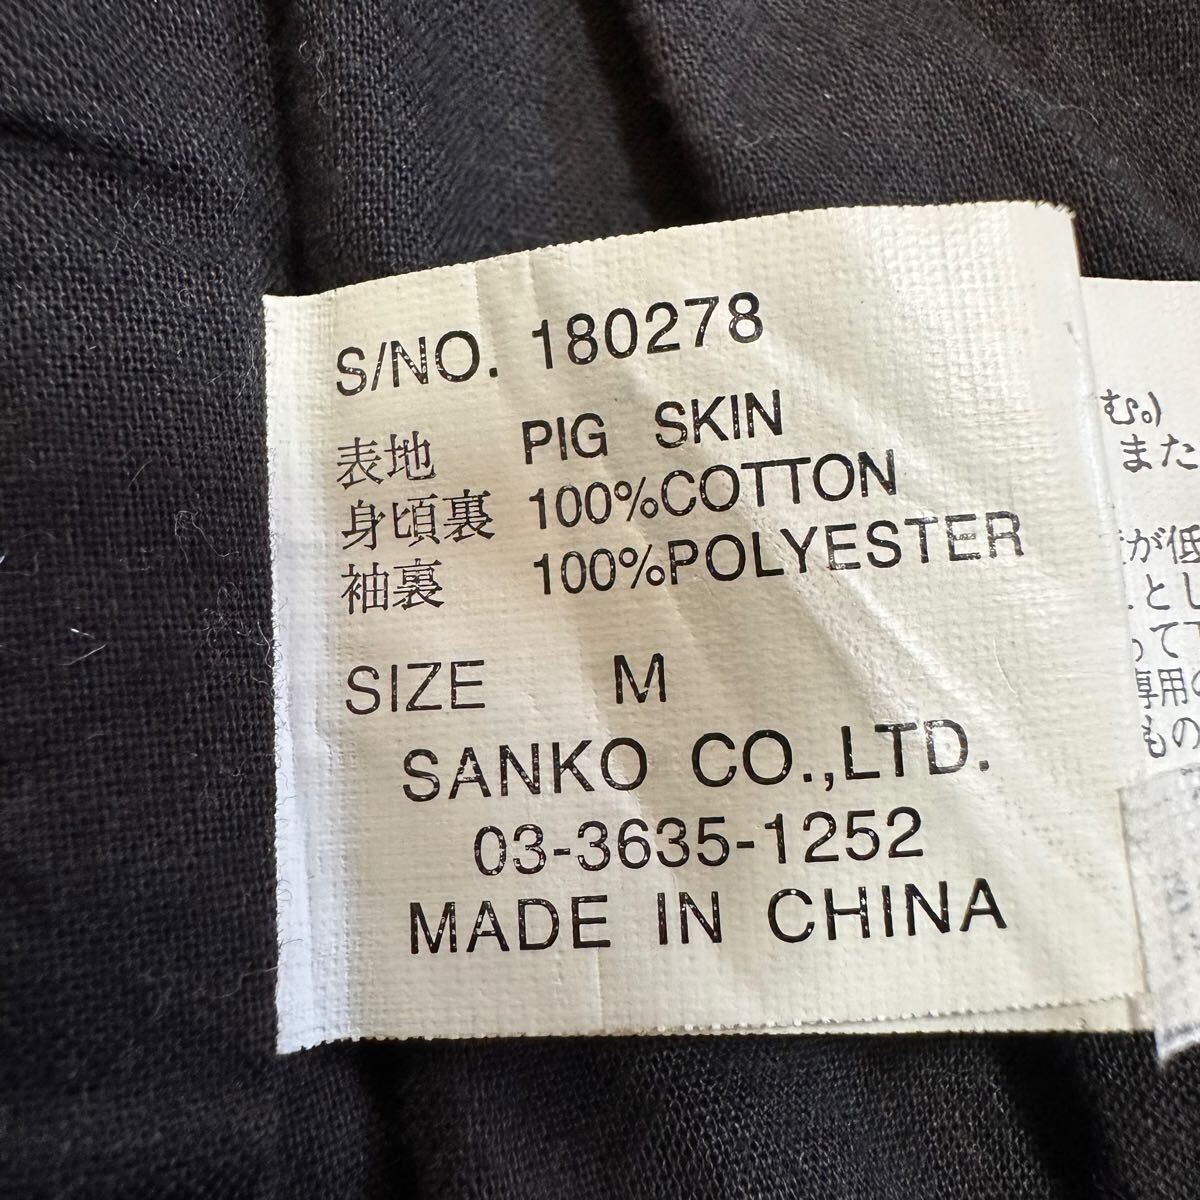 S/NO. 180278
表地 PIG SKIN
身頃裏 100%COTTON
袖裏 100%POLYESTER
SIZE M
SANKO CO.,LTD.
03-3635-1252
MADE IN CHINA
む。)
また
が低
とし
って下
専用の
もの